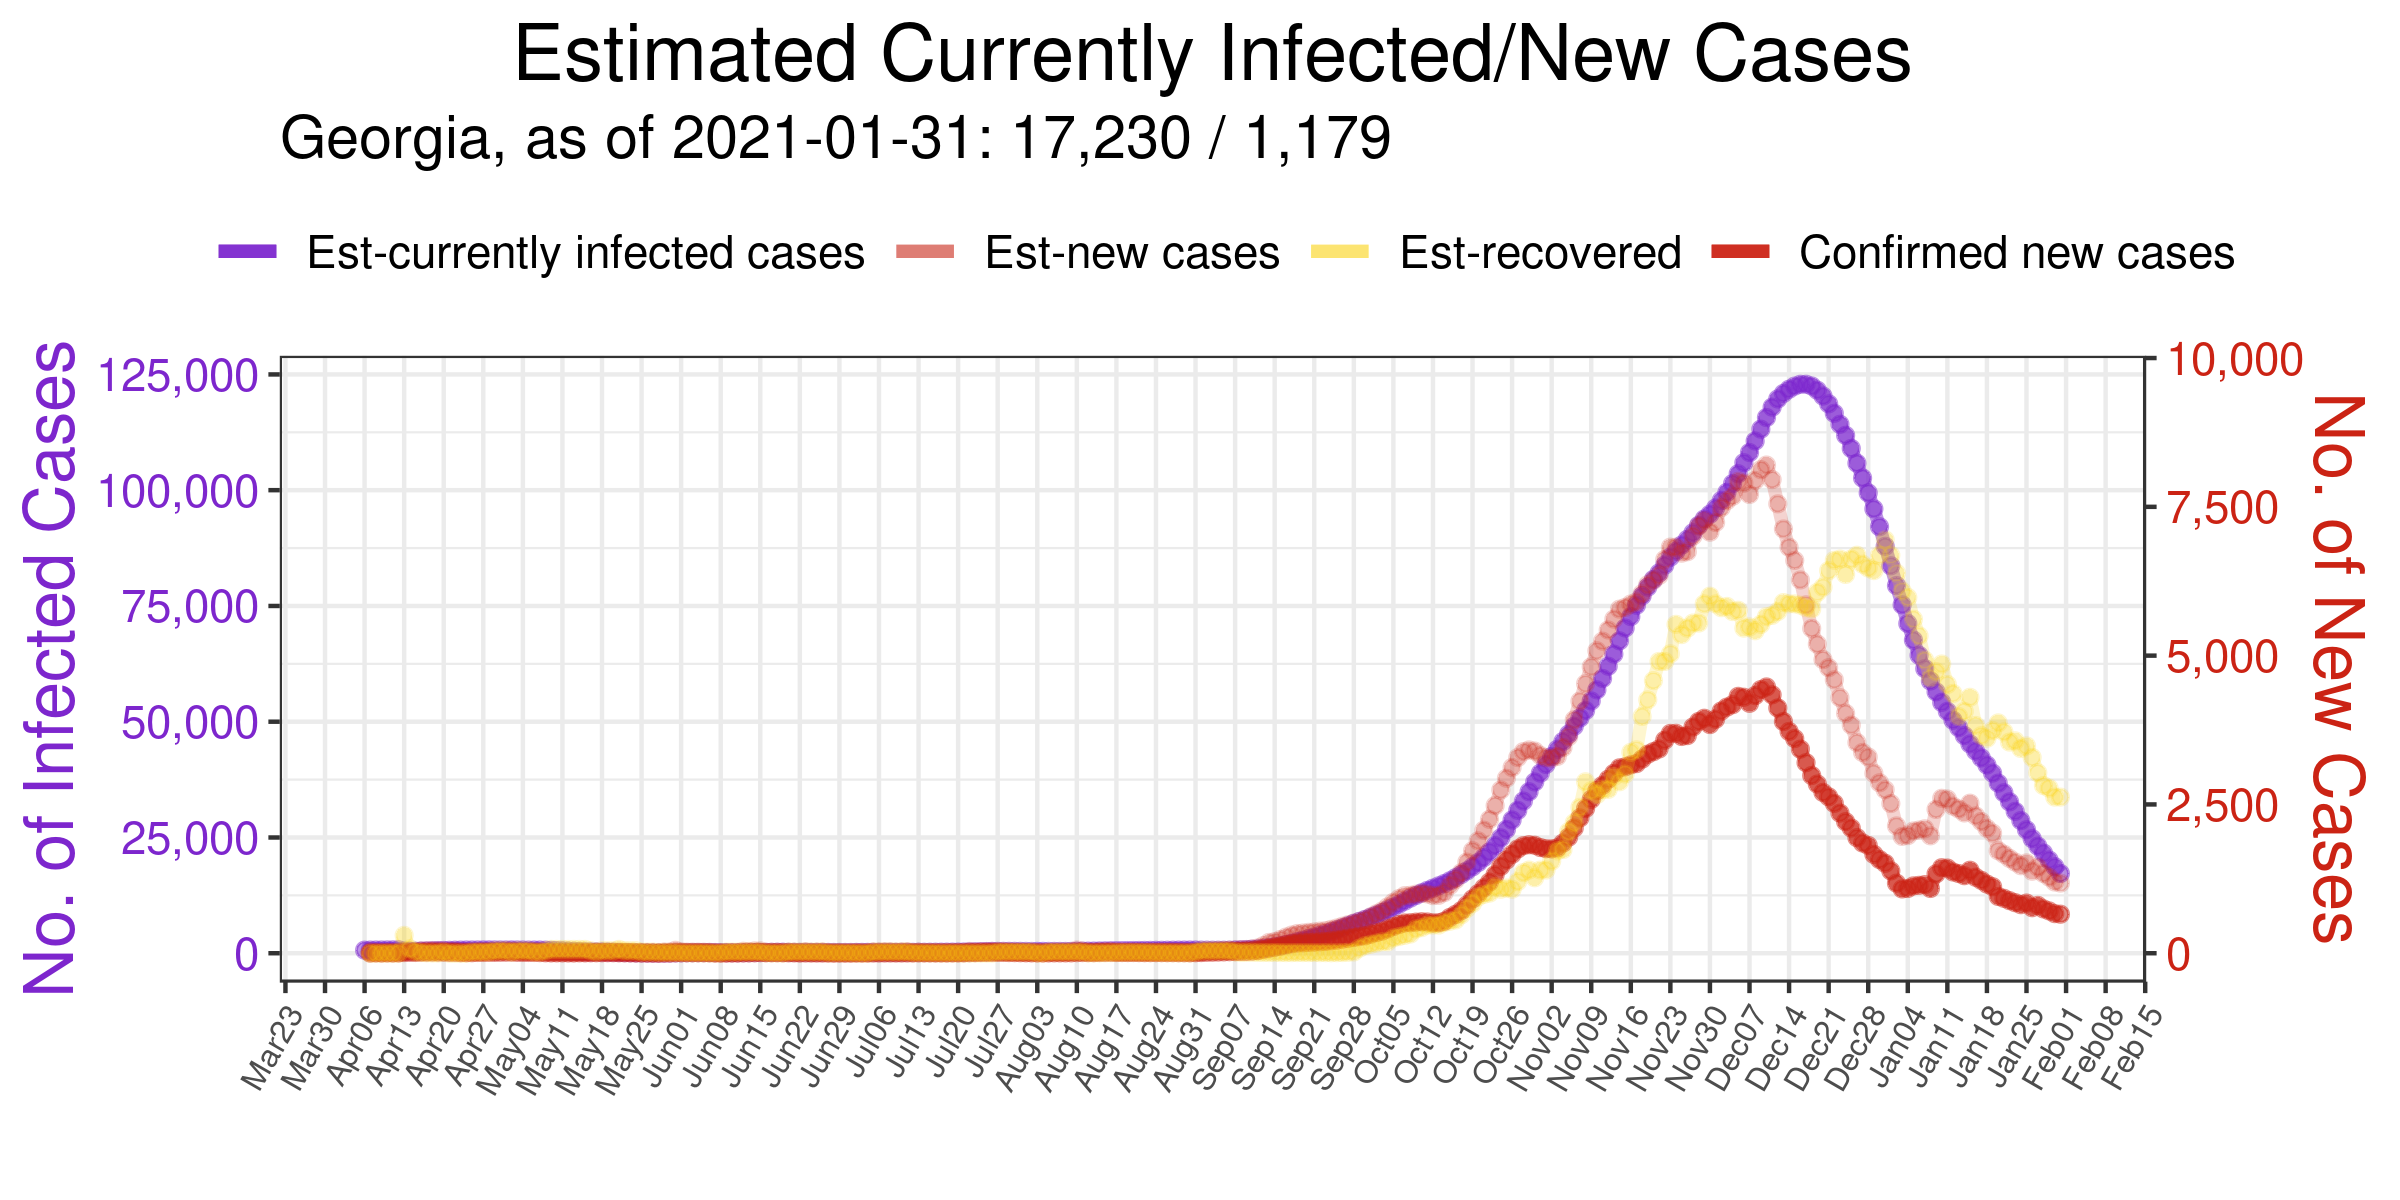 Estimated Currently Infected/New Cases
Georgia, as of 2021-01-31: 17,230 / 1,179
Est-currently infected cases Est-new cases Est-recovered Confirmed new cases
No. of Infected Cases
125,000
100,000
75,000
50,000
25,000
0
10,000
7,500
5,000
2,500
0
No. of New Cases
Mar23 Mar30 Apr06 Apr13 Apr20 Apr27 May04 May11 May18 May25 Jun01 Jun08 Jun15 Jun22 Jun29 Jul06 Jul13 Jul20 Jul27 Aug03 Aug10 Aug17 Aug24 Aug31 Sep07 Sep14 Sep21 Sep28 Oct05 Oct12 Oct19 Oct26 Nov02 Nov09 Nov16 Nov23 Nov30 Dec07 Dec14 Dec21 Dec28 Jan04 Jan11 Jan18 Jan25 Feb01 Feb08 Feb15